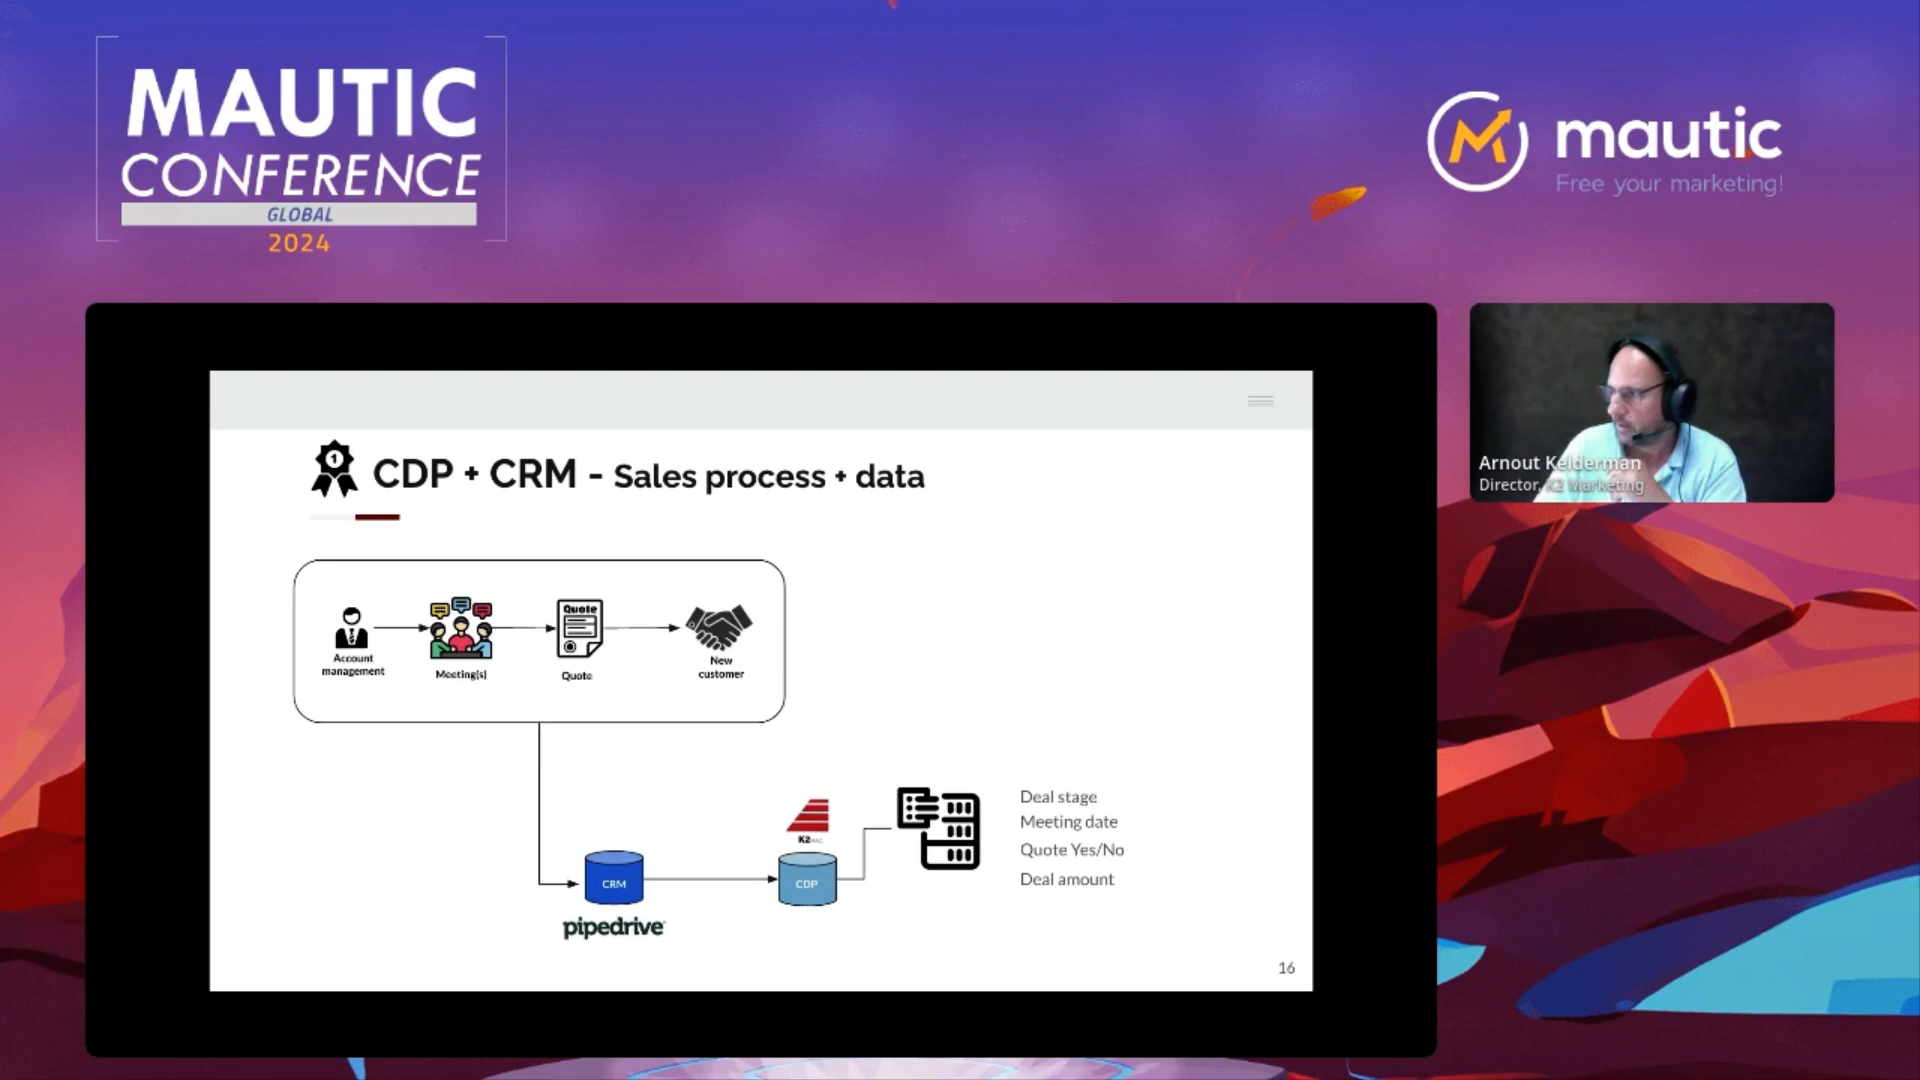 MAUTIC
CONFERENCE
GLOBAL
2024
mautic
Free your marketing!
Arnout Kelderman
Director, K2 Marketing
1
CDP + CRM - Sales process + data
Quote
Account
management
Meeting(s)
Quote
New
customer
K2
CRM
CDP
pipedrive
Deal stage
Meeting date
Quote Yes/No
Deal amount
16